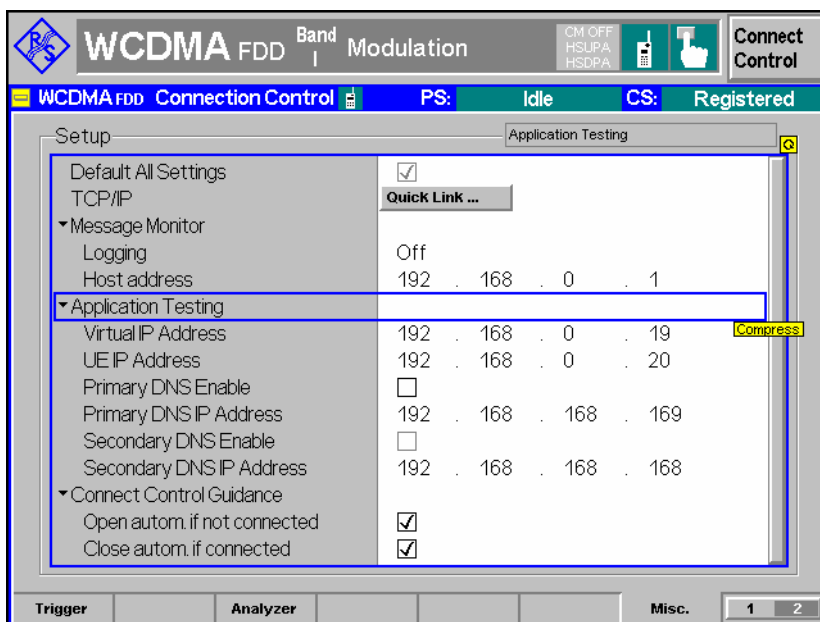 R&S WCDMA FDD Band I Modulation
CM OFF
HSUPA
HSDPA
Connect Control
WCDMA FDD Connection Control PS: Idle CS: Registered
Setup
Application Testing
Default All Settings
TCP/IP Quick Link ...
Message Monitor
Logging Off
Host address 192 . 168 . 0 . 1
Application Testing
Compress
Virtual IP Address 192 . 168 . 0 . 19
UE IP Address 192 . 168 . 0 . 20
Primary DNS Enable
Primary DNS IP Address 192 . 168 . 168 . 169
Secondary DNS Enable
Secondary DNS IP Address 192 . 168 . 168 . 168
Connect Control Guidance
Open autom. if not connected
Close autom. if connected
Trigger Analyzer Misc. 1 2